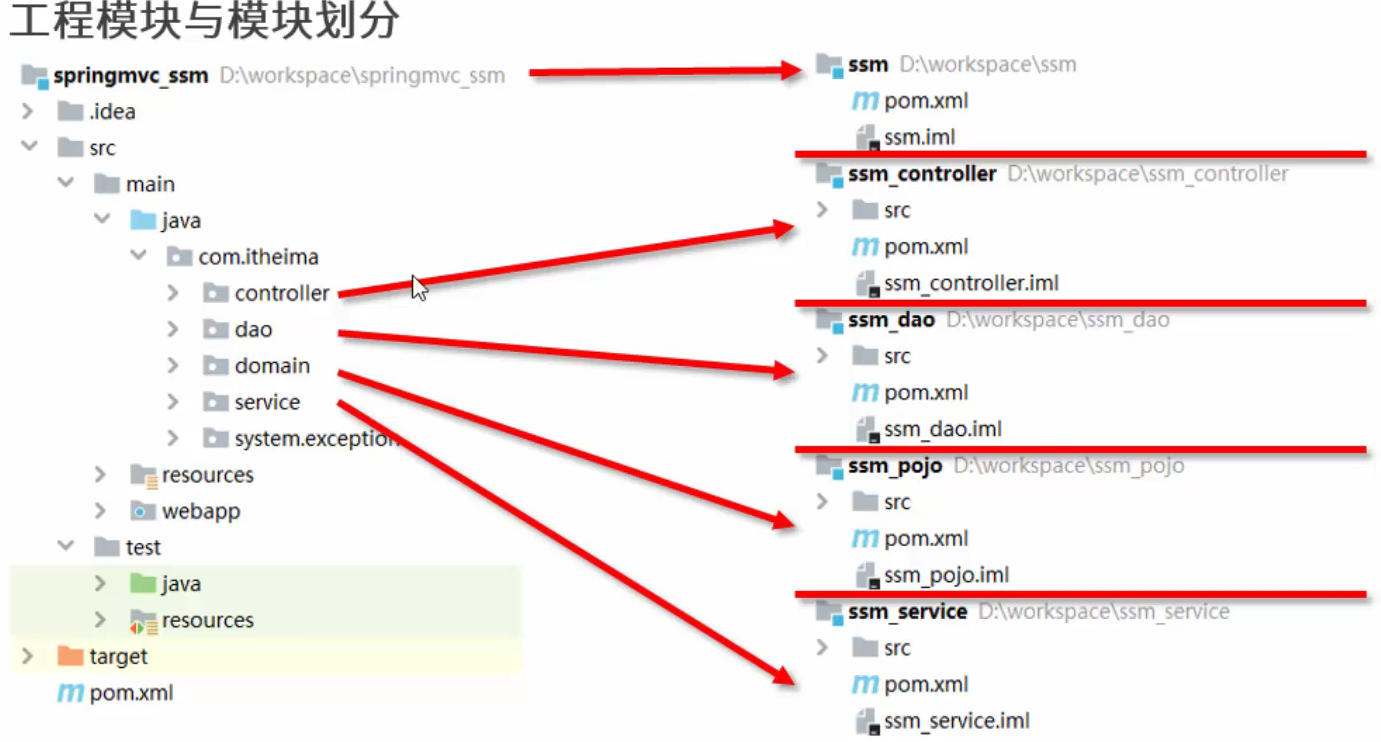 工程模块与模块划分
springmvc_ssm D:\workspace\springmvc_ssm
.idea
src
main
java
com.itheima
controller
dao
domain
service
system.exception
resources
webapp
test
java
resources
target
pom.xml
ssm D:\workspace\ssm
pom.xml
ssm.iml
ssm_controller D:\workspace\ssm_controller
src
pom.xml
ssm_controller.iml
ssm_dao D:\workspace\ssm_dao
src
pom.xml
ssm_dao.iml
ssm_pojo D:\workspace\ssm_pojo
src
pom.xml
ssm_pojo.iml
ssm_service D:\workspace\ssm_service
src
pom.xml
ssm_service.iml